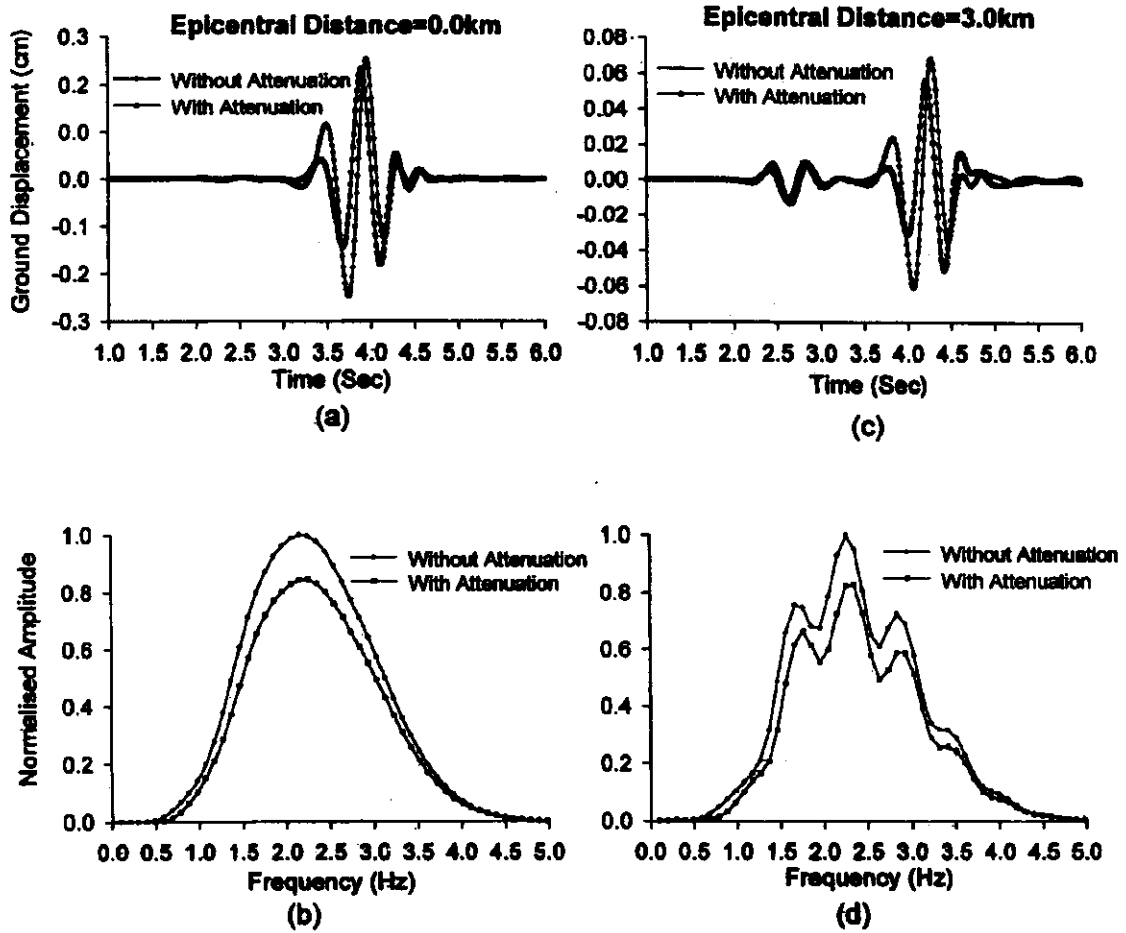 Epicentral Distance=0.0km
Ground Displacement (cm)
0.3
0.2
0.0
0.0
-0.1
-0.2
-0.3
Without Attenuation
With Attenuation
1.0 1.5 2.0 2.5 3.0 3.5 4.0 4.5 5.0 5.5 6.0
Time (Sec)
(a)
Epicentral Distance=3.0km
0.08
0.06
0.04
0.02
0.00
-0.02
-0.04
-0.06
-0.08
Without Attenuation
With Attenuation
1.0 1.5 2.0 2.5 3.0 3.5 4.0 4.5 5.0 5.5 6.0
Time (Sec)
(c)
Normalised Amplitude
1.0
0.8
0.6
0.4
0.2
0.0
Without Attenuation
With Attenuation
0.0 0.5 1.0 1.5 2.0 2.5 3.0 3.5 4.0 4.5 5.0
Frequency (Hz)
(b)
1.0
0.8
0.6
0.4
0.2
0.0
Without Attenuation
With Attenuation
0.0 0.5 1.0 1.5 2.0 2.5 3.0 3.5 4.0 4.5 5.0
Frequency (Hz)
(d)